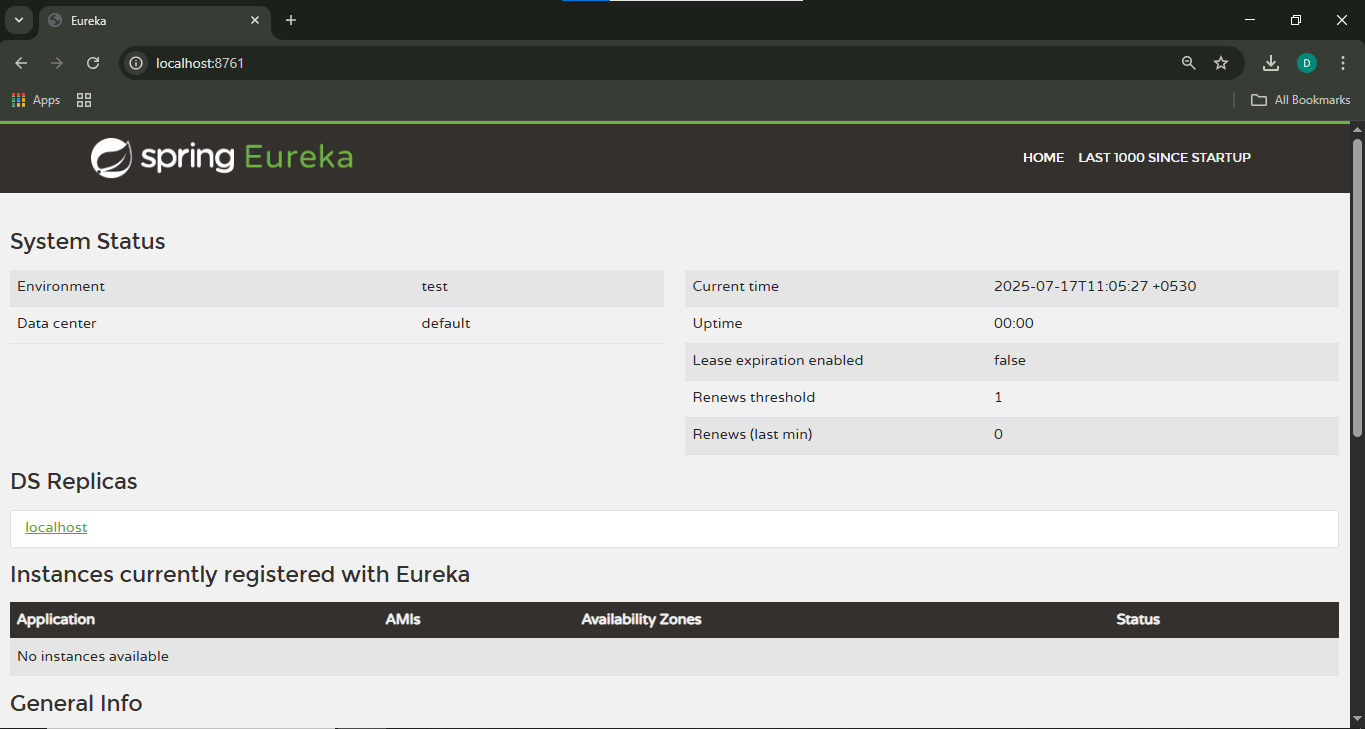 Eureka
localhost:8761
D
Apps
All Bookmarks
spring Eureka
HOME LAST 1000 SINCE STARTUP
System Status
Environment test
Data center default
Current time 2025-07-17T11:05:27 +0530
Uptime 00:00
Lease expiration enabled false
Renews threshold 1
Renews (last min) 0
DS Replicas
localhost
Instances currently registered with Eureka
Application AMIs Availability Zones Status
No instances available
General Info